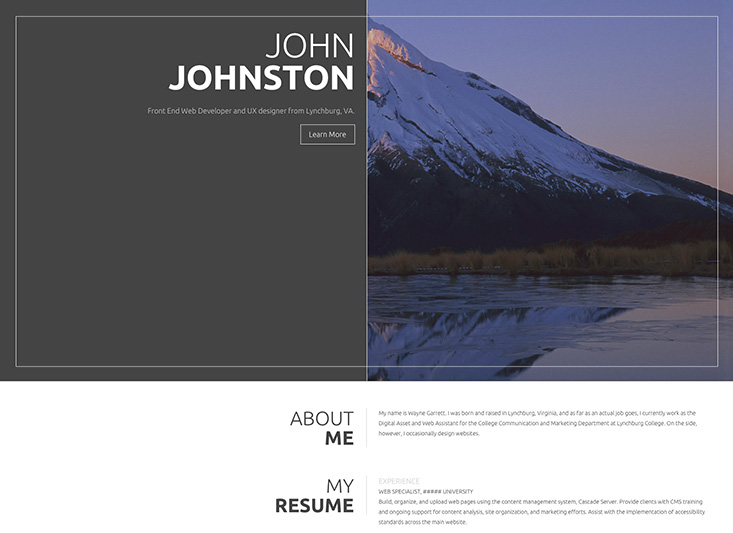 JOHN
JOHNSTON
Front End Web Developer and UX designer from Lynchburg, VA.
Learn More
ABOUT
ME
My name is Wayne Garrett. I was born and raised in Lynchburg, Virginia, and as far as an actual job goes, I currently work as the
Digital Asset and Web Assistant for the College Communication and Marketing Department at Lynchburg College. On the side,
however, I occasionally design websites.
MY
RESUME
EXPERIENCE
WEB SPECIALIST, ##### UNIVERSITY
Build, organize, and upload web pages using the content management system, Cascade Server. Provide clients with CMS training
and ongoing support for content analysis, site organization, and marketing efforts. Assist with the implementation of accessibility
standards across the main website.